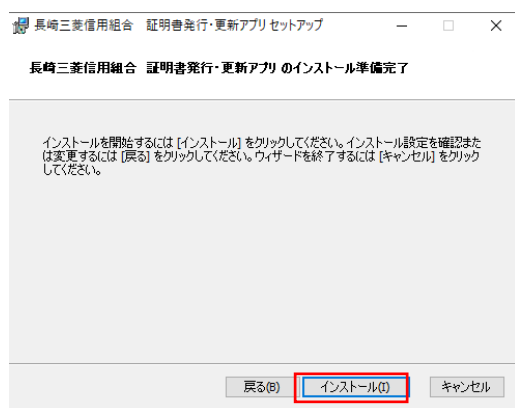 長崎三菱信用組合　証明書発行・更新アプリ セットアップ
長崎三菱信用組合　証明書発行・更新アプリ のインストール準備完了
インストールを開始するには [インストール] をクリックしてください。インストール設定を確認また
は変更するには [戻る] をクリックしてください。ウィザードを終了するには [キャンセル] をクリック
してください。
戻る(B)　インストール(I)　キャンセル